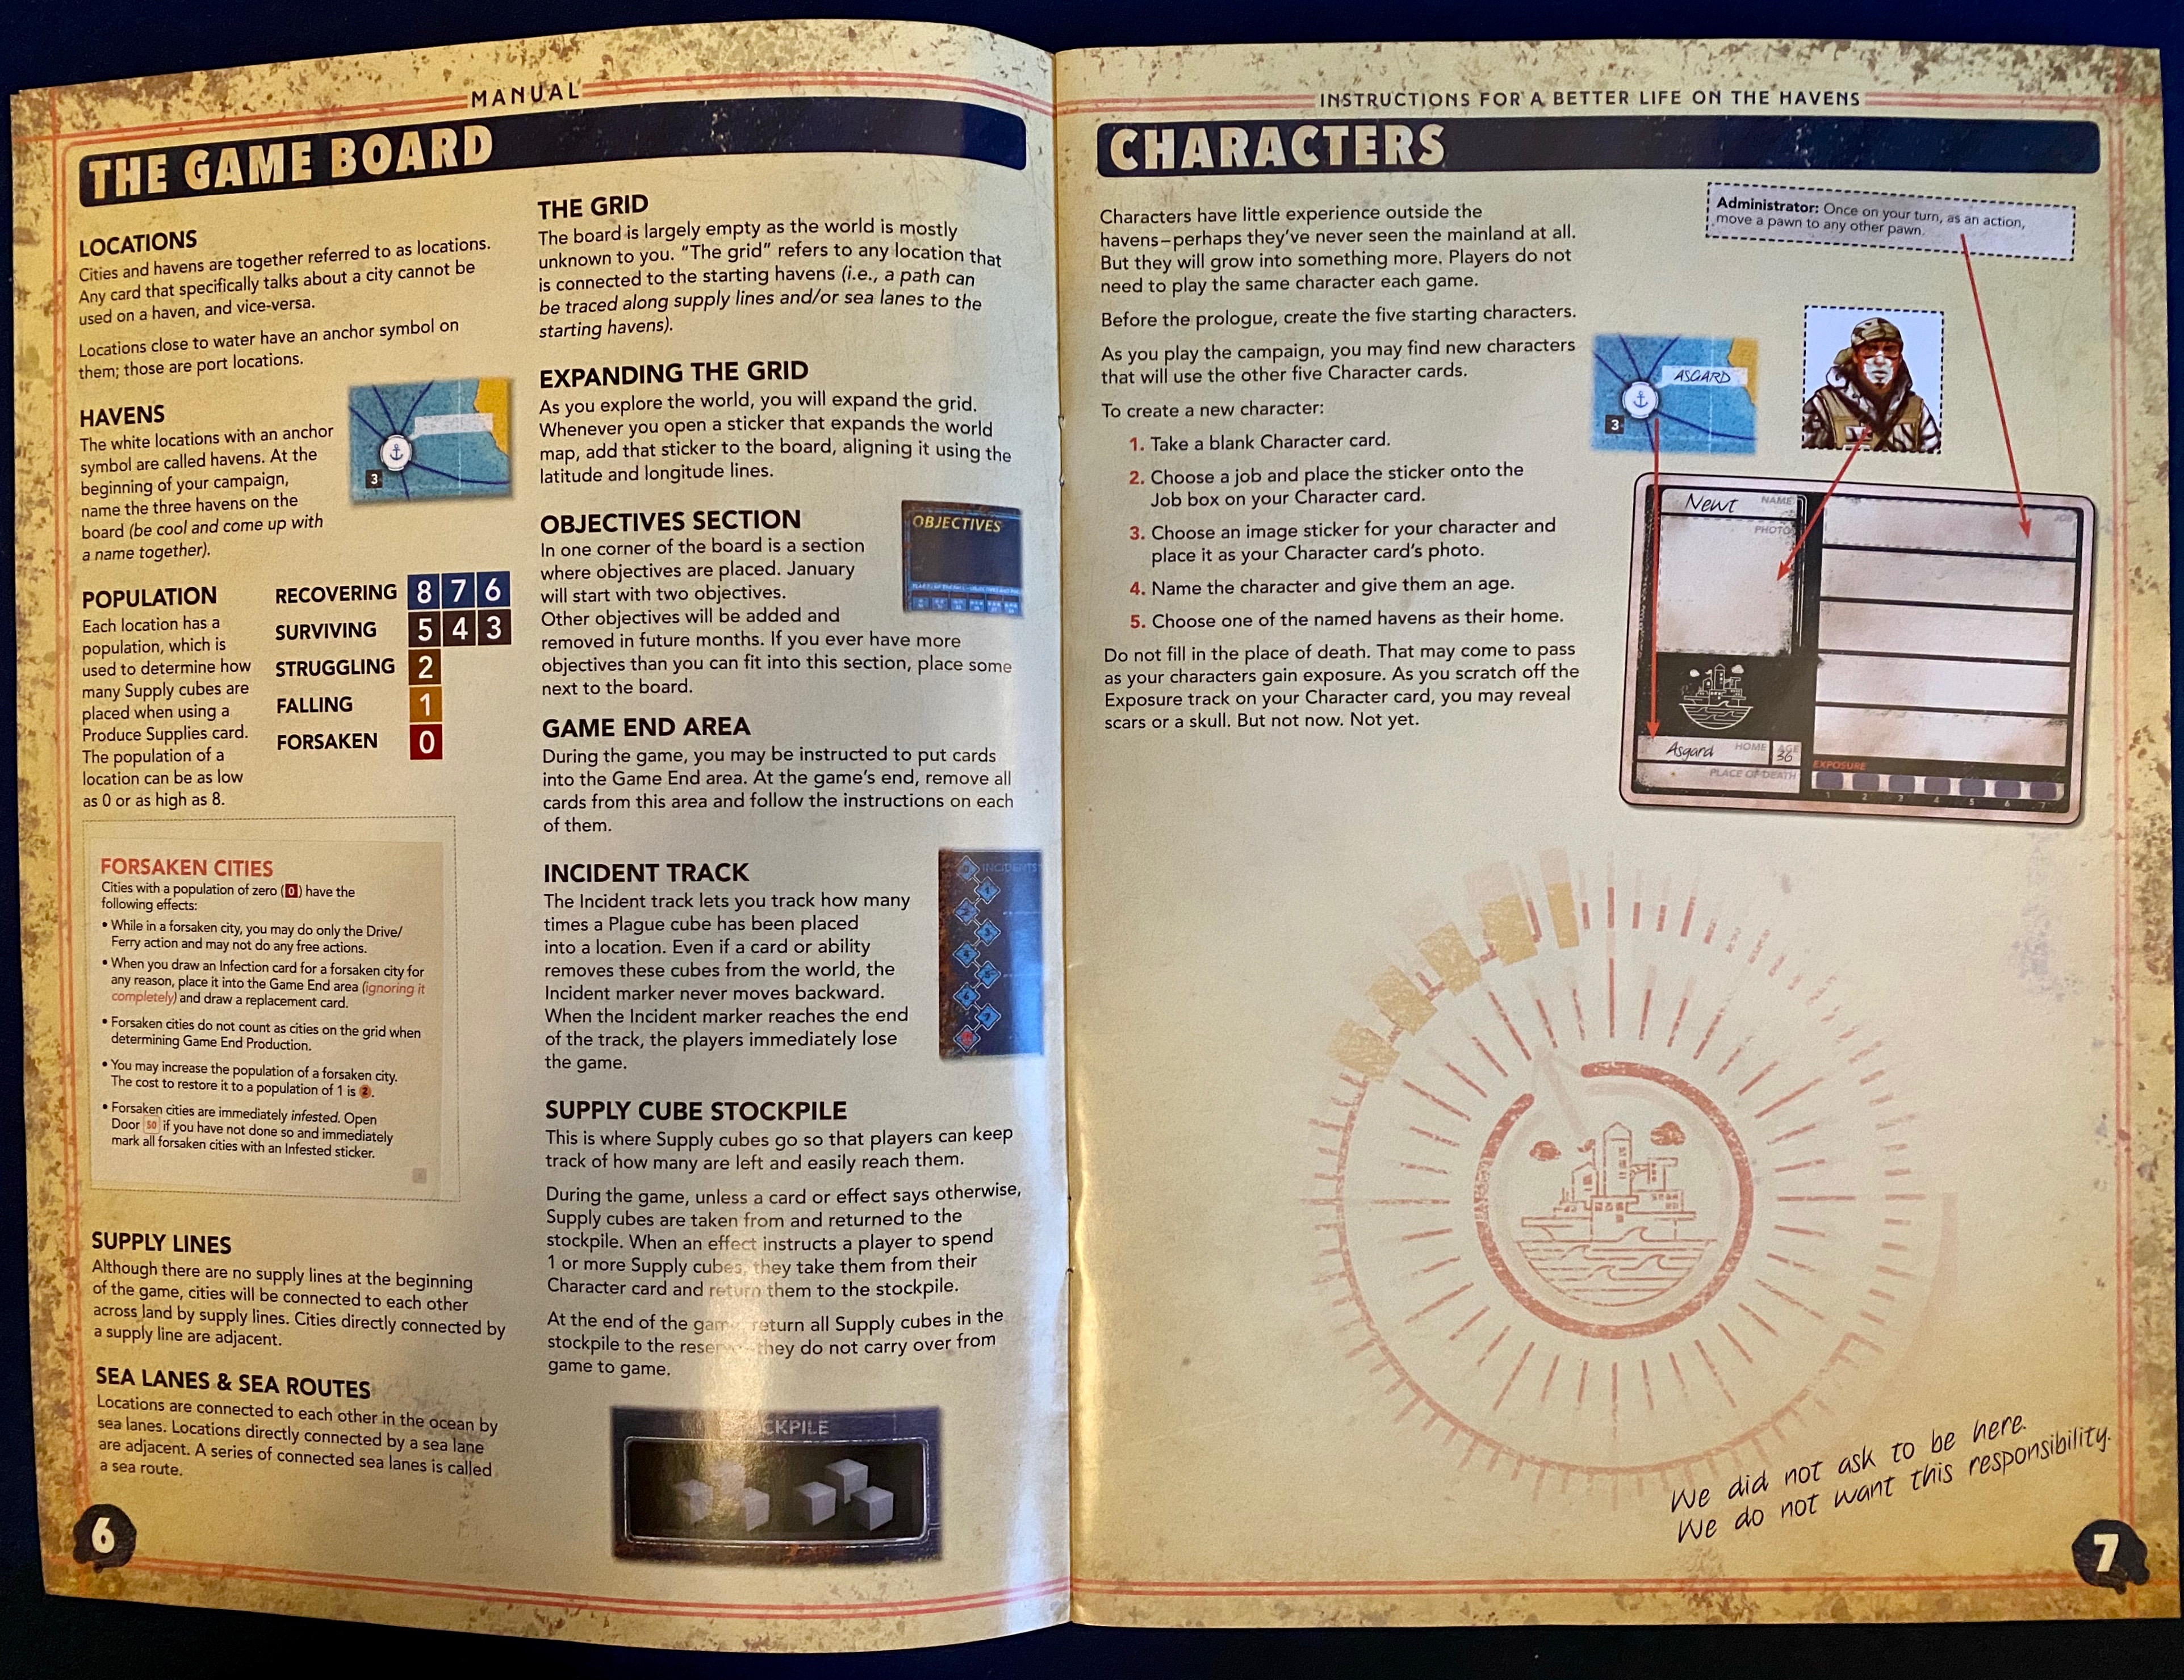 MANUAL
THE GAME BOARD
LOCATIONS
Cities and havens are together referred to as locations.
Any card that specifically talks about a city cannot be
used on a haven, and vice-versa.
Locations close to water have an anchor symbol on
them; those are port locations.
HAVENS
The white locations with an anchor
symbol are called havens. At the
beginning of your campaign,
name the three havens on the
board (be cool and come up with
a name together).
3
POPULATION
Each location has a
population, which is
used to determine how
many Supply cubes are
placed when using a
Produce Supplies card.
The population of a
location can be as low
as 0 or as high as 8.
RECOVERING 8 7 6
SURVIVING 5 4 3
STRUGGLING 2
FALLING 1
FORSAKEN 0
FORSAKEN CITIES
Cities with a population of zero (0) have the
following effects:
• While in a forsaken city, you may do only the Drive/
Ferry action and may not do any free actions.
• When you draw an Infection card for a forsaken city for
any reason, place it into the Game End area (ignoring it
completely) and draw a replacement card.
• Forsaken cities do not count as cities on the grid when
determining Game End Production.
• You may increase the population of a forsaken city.
The cost to restore it to a population of 1 is 2.
• Forsaken cities are immediately infested. Open
Door 50 if you have not done so and immediately
mark all forsaken cities with an Infested sticker.
SUPPLY LINES
Although there are no supply lines at the beginning
of the game, cities will be connected to each other
across land by supply lines. Cities directly connected by
a supply line are adjacent.
SEA LANES & SEA ROUTES
Locations are connected to each other in the ocean by
sea lanes. Locations directly connected by a sea lane
are adjacent. A series of connected sea lanes is called
a sea route.
6
THE GRID
The board is largely empty as the world is mostly
unknown to you. “The grid” refers to any location that
is connected to the starting havens (i.e., a path can
be traced along supply lines and/or sea lanes to the
starting havens).
EXPANDING THE GRID
As you explore the world, you will expand the grid.
Whenever you open a sticker that expands the world
map, add that sticker to the board, aligning it using the
latitude and longitude lines.
OBJECTIVES SECTION
In one corner of the board is a section
where objectives are placed. January
will start with two objectives.
Other objectives will be added and
removed in future months. If you ever have more
objectives than you can fit into this section, place some
next to the board.
OBJECTIVES
GAME END AREA
During the game, you may be instructed to put cards
into the Game End area. At the game’s end, remove all
cards from this area and follow the instructions on each
of them.
INCIDENT TRACK
The Incident track lets you track how many
times a Plague cube has been placed
into a location. Even if a card or ability
removes these cubes from the world, the
Incident marker never moves backward.
When the Incident marker reaches the end
of the track, the players immediately lose
the game.
INCIDENTS
SUPPLY CUBE STOCKPILE
This is where Supply cubes go so that players can keep
track of how many are left and easily reach them.
During the game, unless a card or effect says otherwise,
Supply cubes are taken from and returned to the
stockpile. When an effect instructs a player to spend
1 or more Supply cubes, they take them from their
Character card and return them to the stockpile.
At the end of the game, return all Supply cubes in the
stockpile to the reserve—they do not carry over from
game to game.
CKPILE
INSTRUCTIONS FOR A BETTER LIFE ON THE HAVENS
CHARACTERS
Characters have little experience outside the
havens–perhaps they’ve never seen the mainland at all.
But they will grow into something more. Players do not
need to play the same character each game.
Before the prologue, create the five starting characters.
As you play the campaign, you may find new characters
that will use the other five Character cards.
To create a new character:
1. Take a blank Character card.
2. Choose a job and place the sticker onto the
Job box on your Character card.
3. Choose an image sticker for your character and
place it as your Character card’s photo.
4. Name the character and give them an age.
5. Choose one of the named havens as their home.
Do not fill in the place of death. That may come to pass
as your characters gain exposure. As you scratch off the
Exposure track on your Character card, you may reveal
scars or a skull. But not now. Not yet.
Administrator: Once on your turn, as an action,
move a pawn to any other pawn.
ASGARD
3
Newt NAME
PHOTO
JOB
Asgard HOME AGE
36
PLACE OF DEATH
EXPOSURE
1 2 3 4 5 6 7
We did not ask to be here.
We do not want this responsibility.
7